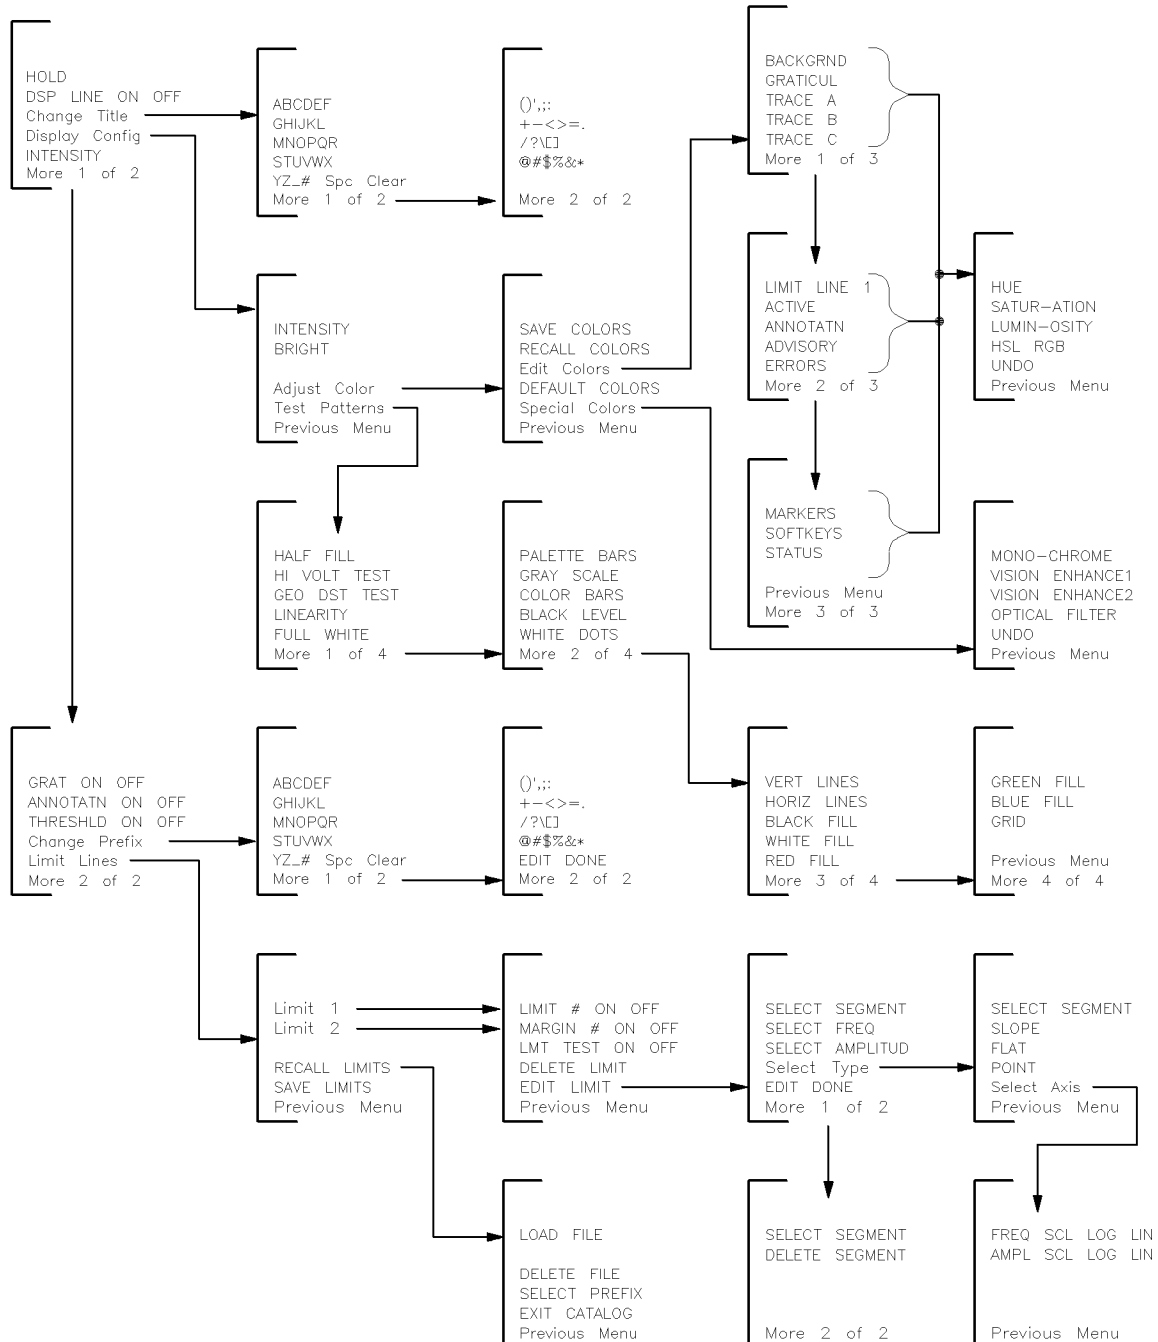 HOLD
DSP LINE ON OFF
Change Title
Display Config
INTENSITY
More 1 of 2
ABCDEF
GHIJKL
MNOPQR
STUVWX
YZ_# Spc Clear
More 1 of 2
()',;:
+-<>=.
/?\[]
@#$%&*
More 2 of 2
BACKGRND
GRATICUL
TRACE A
TRACE B
TRACE C
More 1 of 3
INTENSITY
BRIGHT
Adjust Color
Test Patterns
Previous Menu
SAVE COLORS
RECALL COLORS
Edit Colors
DEFAULT COLORS
Special Colors
Previous Menu
LIMIT LINE 1
ACTIVE
ANNOTATN
ADVISORY
ERRORS
More 2 of 3
HUE
SATUR-ATION
LUMIN-OSITY
HSL RGB
UNDO
Previous Menu
HALF FILL
HI VOLT TEST
GEO DST TEST
LINEARITY
FULL WHITE
More 1 of 4
PALETTE BARS
GRAY SCALE
COLOR BARS
BLACK LEVEL
WHITE DOTS
More 2 of 4
MARKERS
SOFTKEYS
STATUS
Previous Menu
More 3 of 3
MONO-CHROME
VISION ENHANCE1
VISION ENHANCE2
OPTICAL FILTER
UNDO
Previous Menu
GRAT ON OFF
ANNOTATN ON OFF
THRESHLD ON OFF
Change Prefix
Limit Lines
More 2 of 2
ABCDEF
GHIJKL
MNOPQR
STUVWX
YZ_# Spc Clear
More 1 of 2
()',;:
+-<>=.
/?\[]
@#$%&*
EDIT DONE
More 2 of 2
VERT LINES
HORIZ LINES
BLACK FILL
WHITE FILL
RED FILL
More 3 of 4
GREEN FILL
BLUE FILL
GRID
Previous Menu
More 4 of 4
Limit 1
Limit 2
RECALL LIMITS
SAVE LIMITS
Previous Menu
LIMIT # ON OFF
MARGIN # ON OFF
LMT TEST ON OFF
DELETE LIMIT
EDIT LIMIT
Previous Menu
SELECT SEGMENT
SELECT FREQ
SELECT AMPLITUD
Select Type
EDIT DONE
More 1 of 2
SELECT SEGMENT
SLOPE
FLAT
POINT
Select Axis
Previous Menu
LOAD FILE
DELETE FILE
SELECT PREFIX
EXIT CATALOG
Previous Menu
SELECT SEGMENT
DELETE SEGMENT
More 2 of 2
FREQ SCL LOG LIN
AMPL SCL LOG LIN
Previous Menu